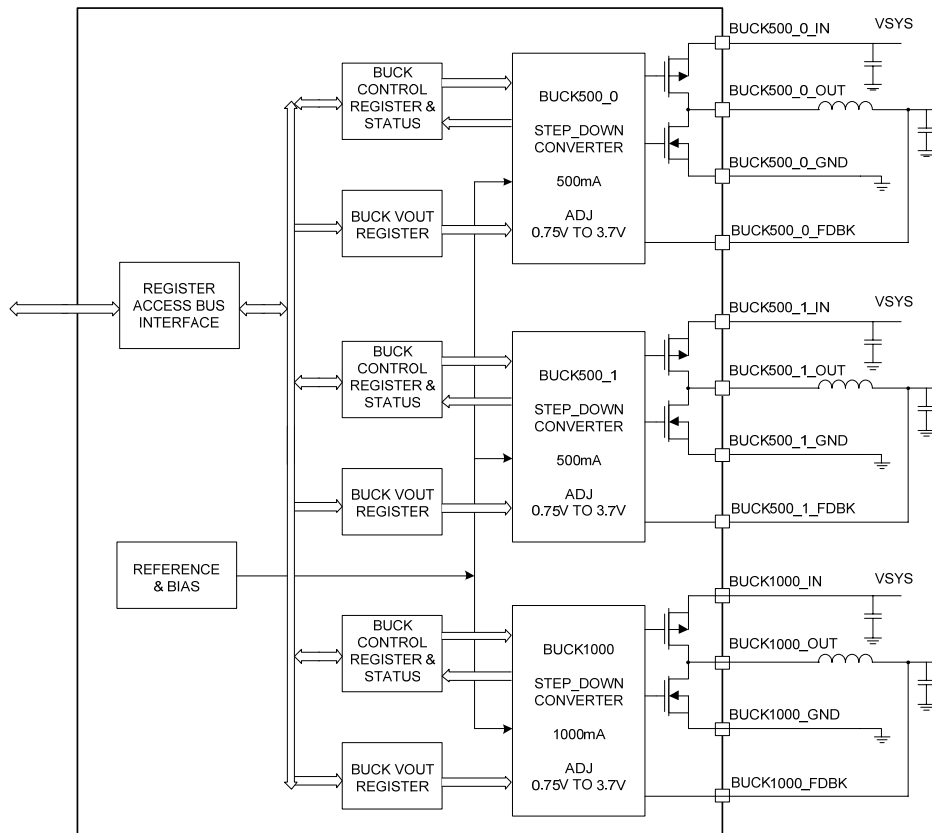 BUCK500_0_IN
VSYS
BUCK
CONTROL
REGISTER &
STATUS
BUCK500_0
STEP_DOWN
CONVERTER
500mA
ADJ
0.75V TO 3.7V
BUCK500_0_OUT
BUCK500_0_GND
BUCK VOUT
REGISTER
BUCK500_0_FDBK
REGISTER
ACCESS BUS
INTERFACE
BUCK500_1_IN
VSYS
BUCK
CONTROL
REGISTER &
STATUS
BUCK500_1
STEP_DOWN
CONVERTER
500mA
ADJ
0.75V TO 3.7V
BUCK500_1_OUT
BUCK500_1_GND
BUCK VOUT
REGISTER
BUCK500_1_FDBK
REFERENCE
& BIAS
BUCK1000_IN
VSYS
BUCK
CONTROL
REGISTER &
STATUS
BUCK1000
STEP_DOWN
CONVERTER
1000mA
ADJ
0.75V TO 3.7V
BUCK1000_OUT
BUCK1000_GND
BUCK VOUT
REGISTER
BUCK1000_FDBK